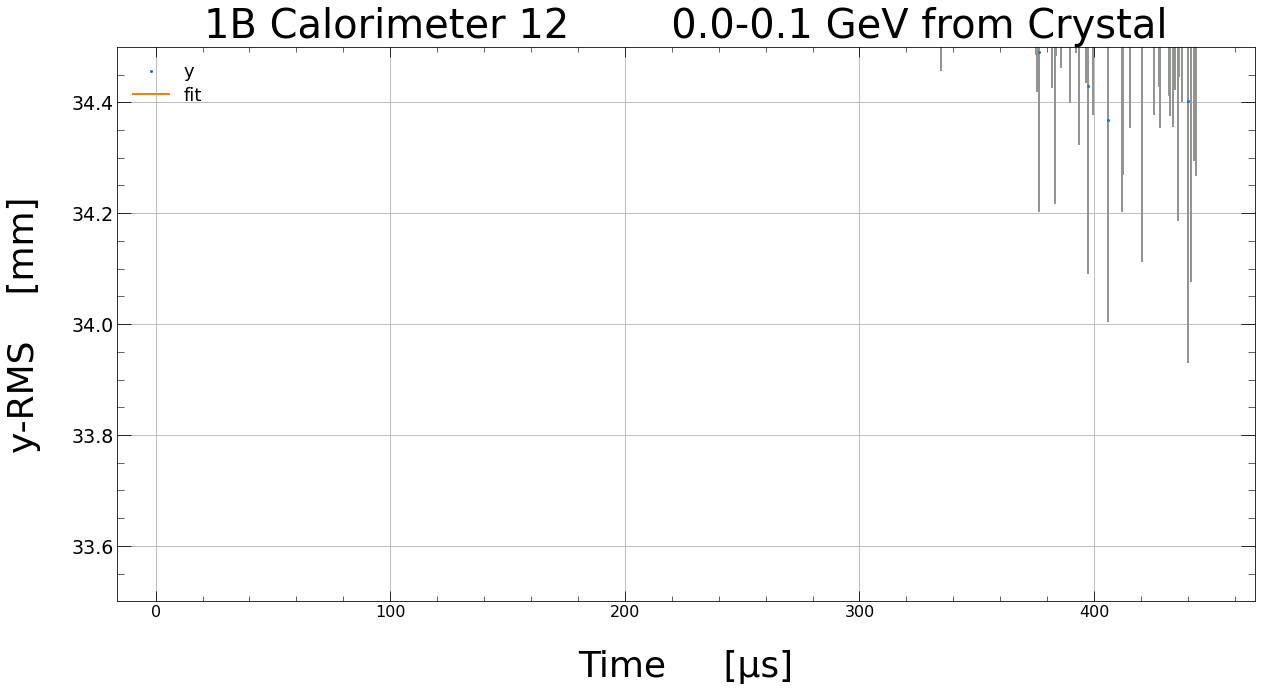 1B Calorimeter 12 0.0-0.1 GeV from Crystal
y
fit
34.4
34.2
34.0
33.8
33.6
y-RMS [mm]
0 100 200 300 400
Time [μs]